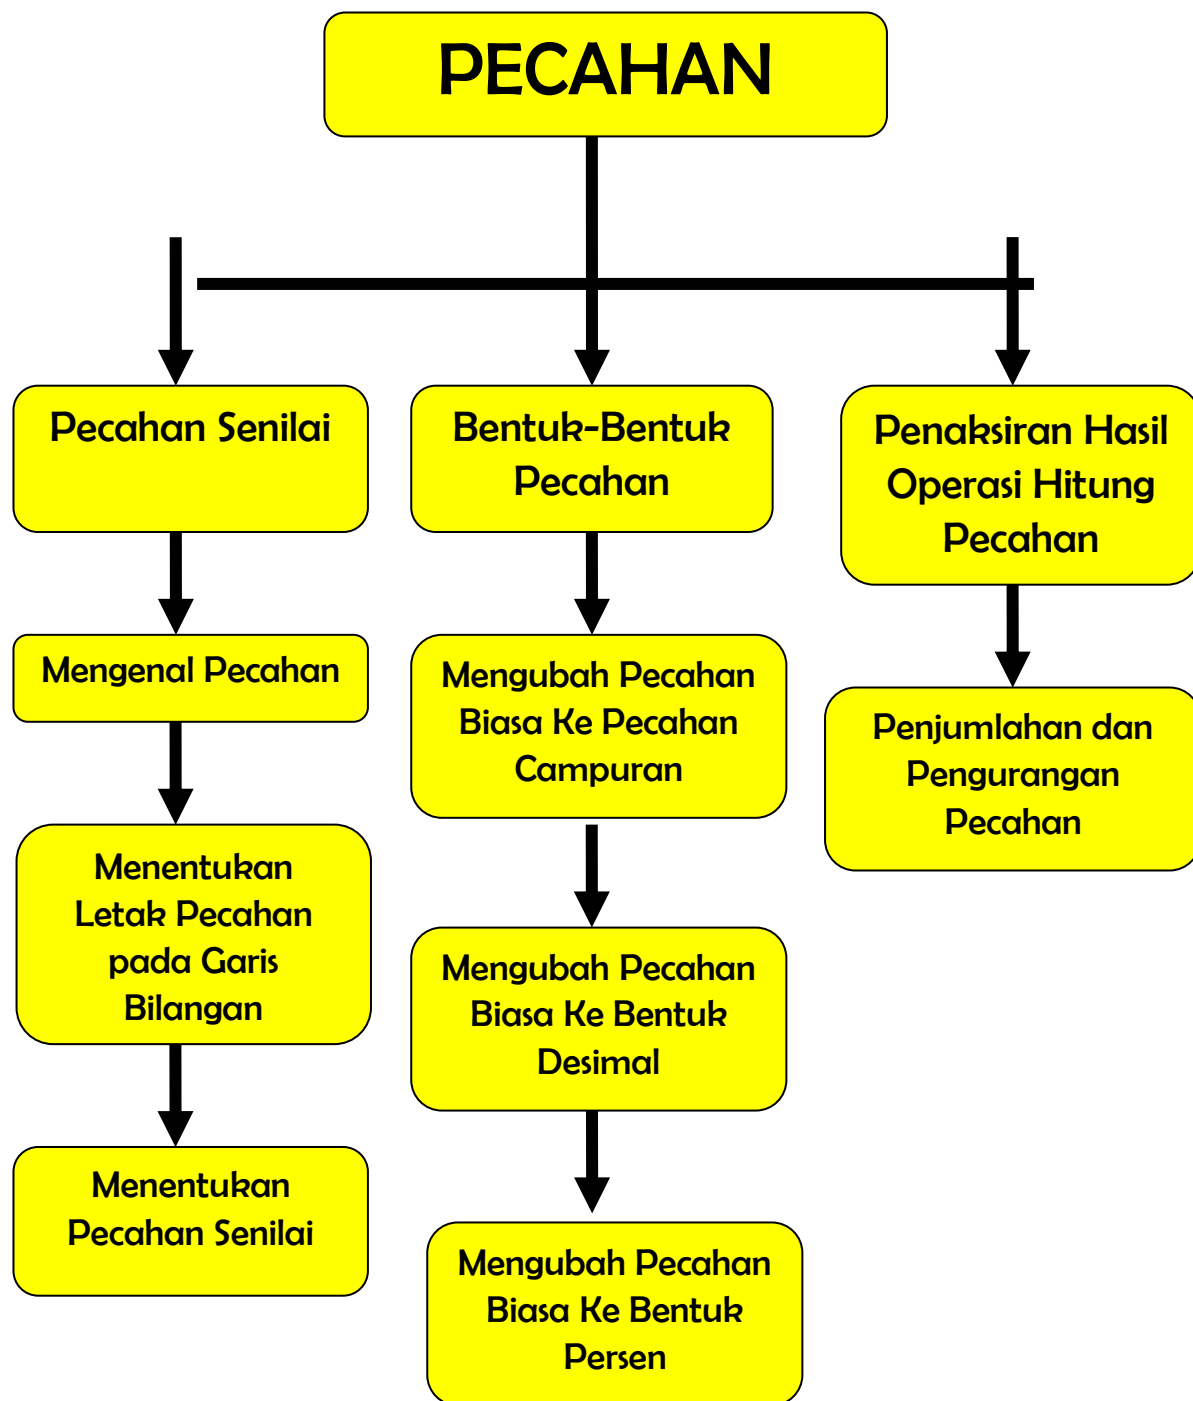 PECAHAN
Pecahan Senilai
Mengenal Pecahan
Menentukan
Letak Pecahan
pada Garis
Bilangan
Menentukan
Pecahan Senilai
Bentuk-Bentuk
Pecahan
Mengubah Pecahan
Biasa Ke Pecahan
Campuran
Mengubah Pecahan
Biasa Ke Bentuk
Desimal
Mengubah Pecahan
Biasa Ke Bentuk
Persen
Penaksiran Hasil
Operasi Hitung
Pecahan
Penjumlahan dan
Pengurangan
Pecahan